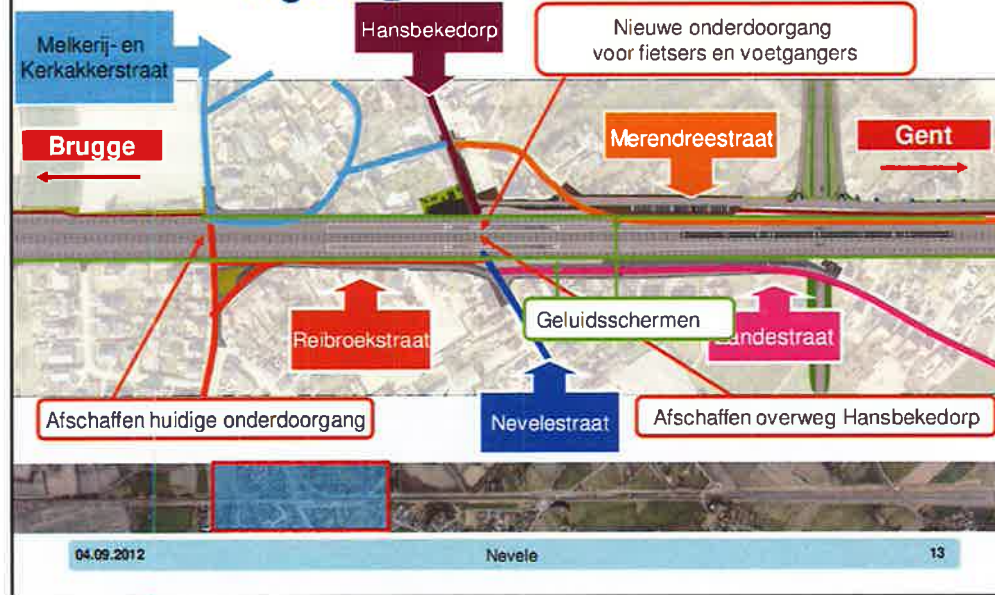 Melkerij- en
Kerkakkerstraat
Hansbekedorp
Nieuwe onderdoorgang
voor fietsers en voetgangers
Brugge
Merendreestraat
Gent
Reibroekstraat
Geluidsschermen
Landestraat
Afschaffen huidige onderdoorgang
Nevelestraat
Afschaffen overweg Hansbekedorp
04.09.2012
Nevele
13